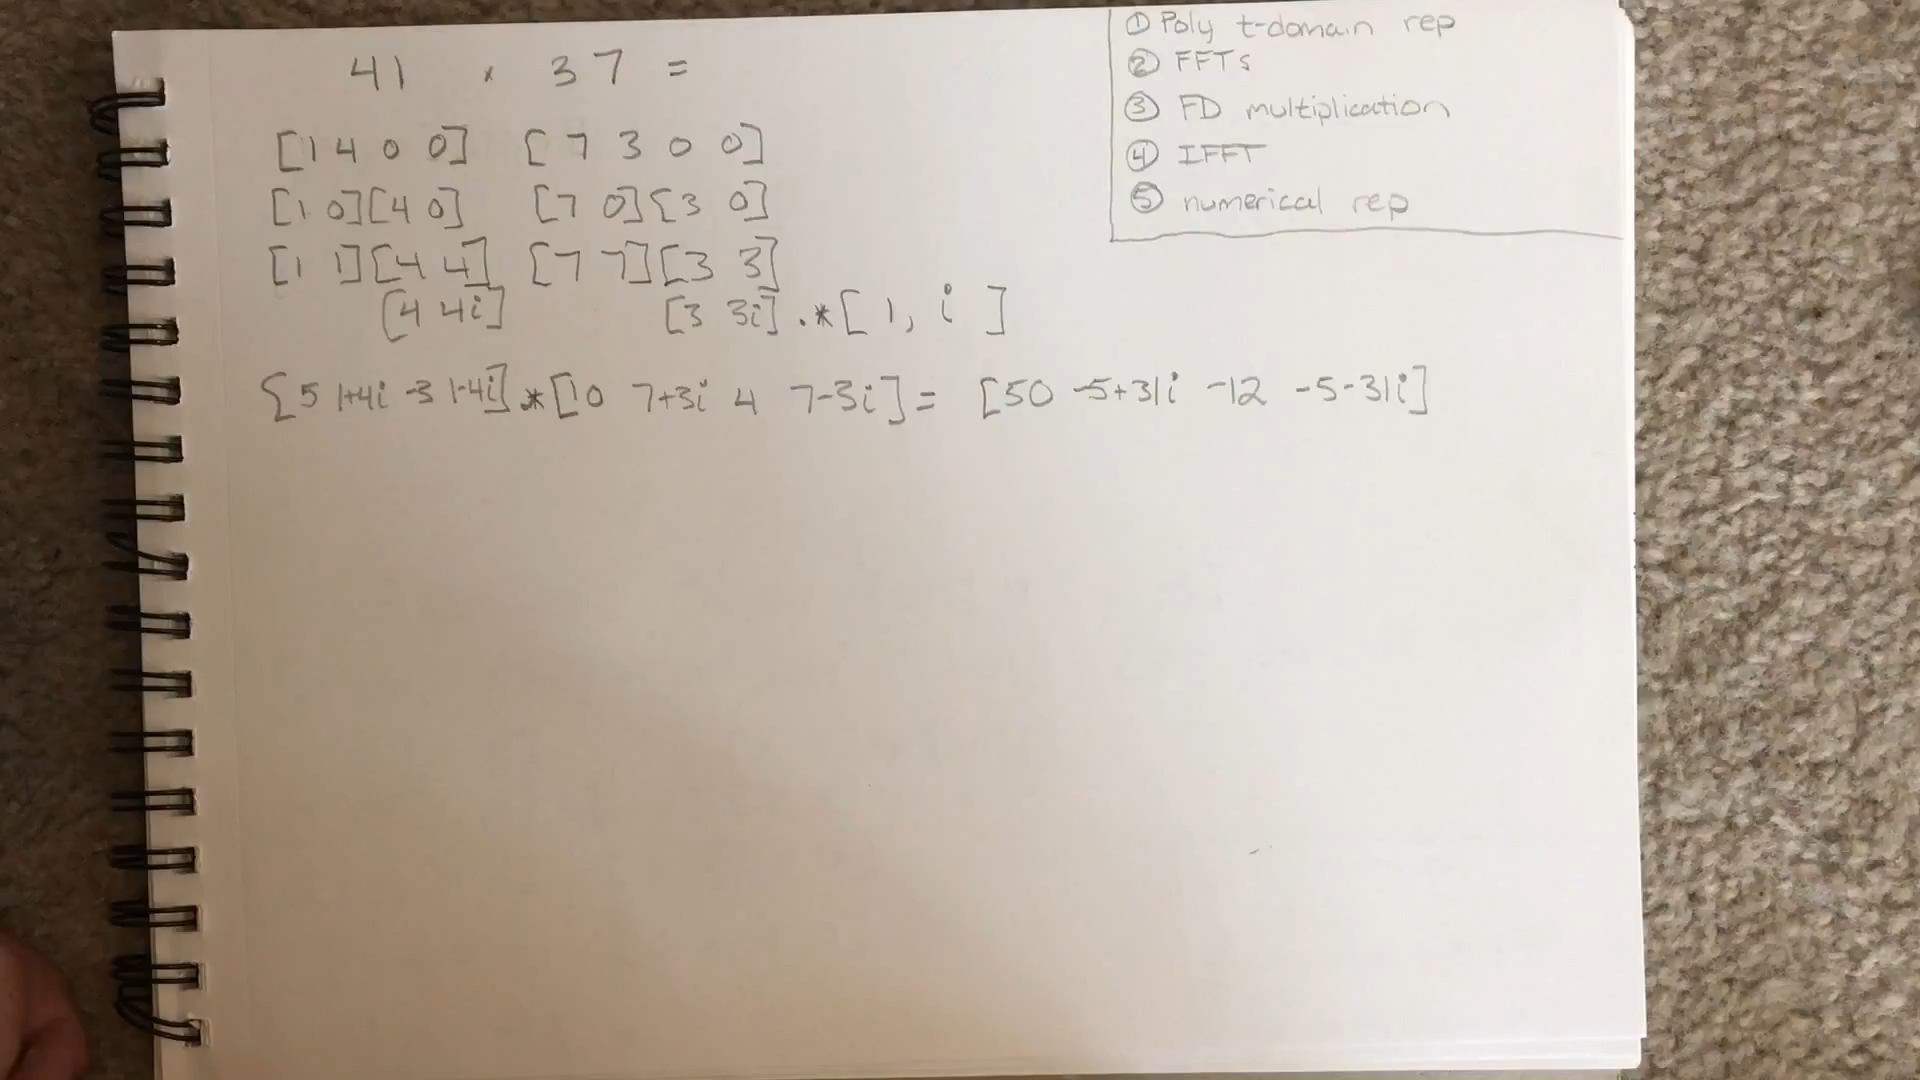 41 × 37 =
[1 4 0 0] [7 3 0 0]
[1 0][4 0] [7 0][3 0]
[1 1][4 4] [7 7][3 3]
[4 4i] [3 3i] .*[1, i]
[5 1+4i -3 1-4i].*[10 7+3i 4 7-3i]= [50 -5+31i -12 -5-31i]
① Poly t-domain rep
② FFTs
③ FD multiplication
④ IFFT
⑤ numerical rep